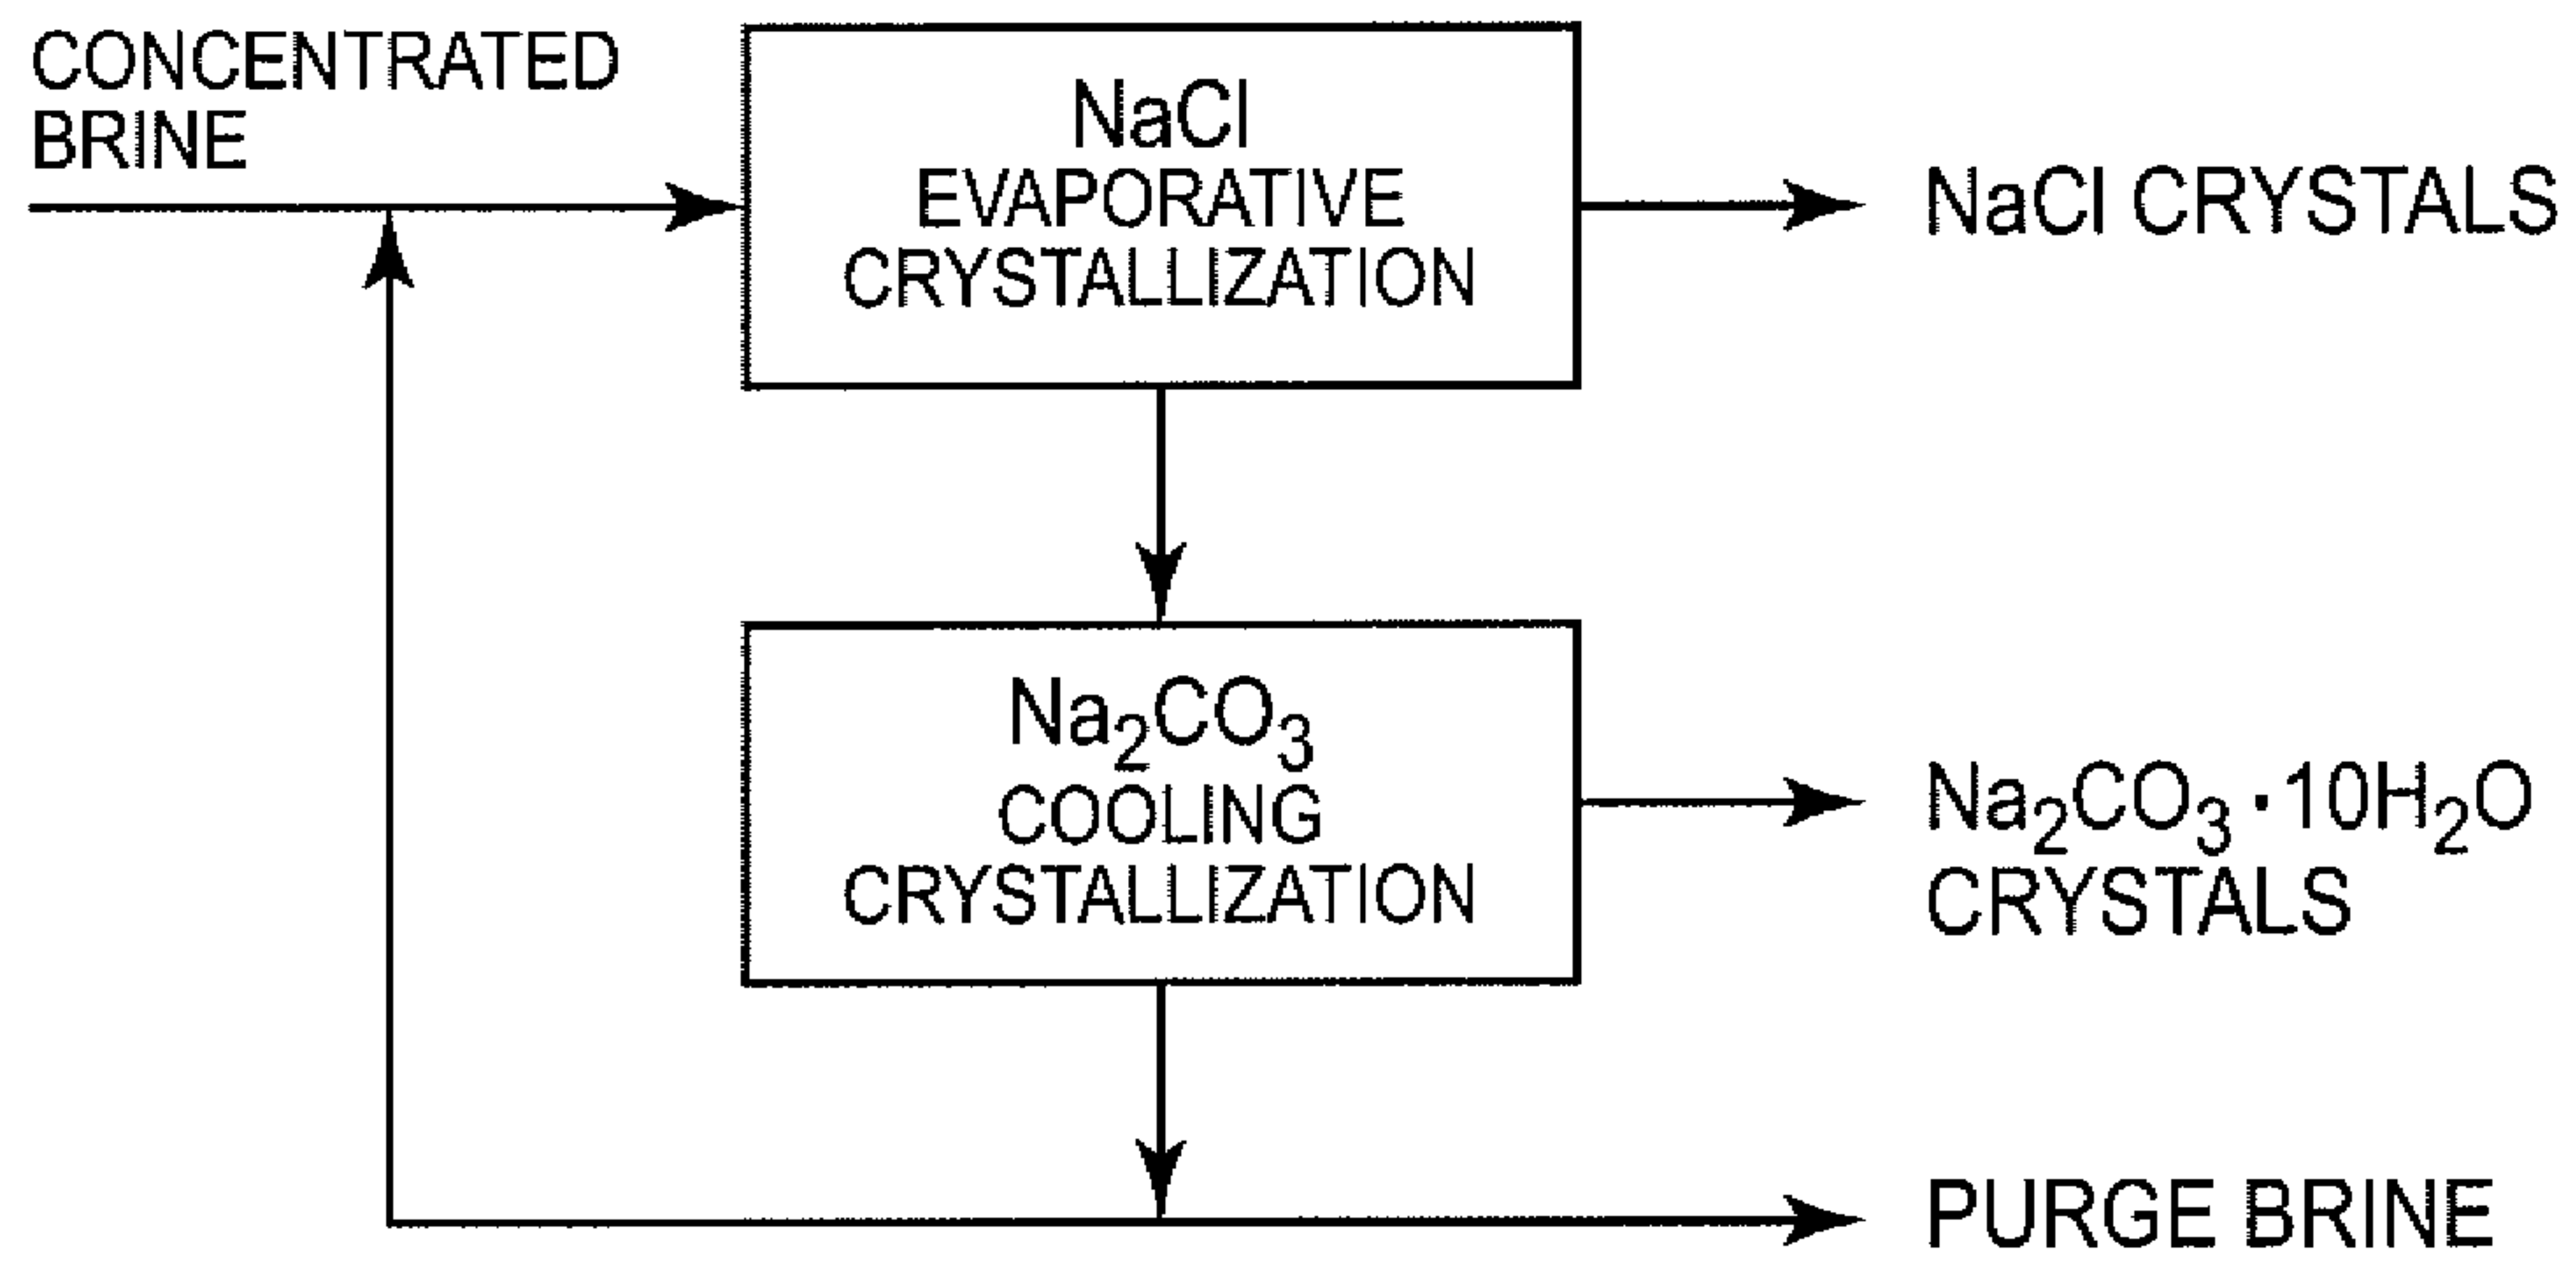 CONCENTRATED
BRINE
NaCl
EVAPORATIVE
CRYSTALLIZATION
NaCl CRYSTALS
Na₂CO₃
COOLING
CRYSTALLIZATION
Na₂CO₃·10H₂O
CRYSTALS
PURGE BRINE